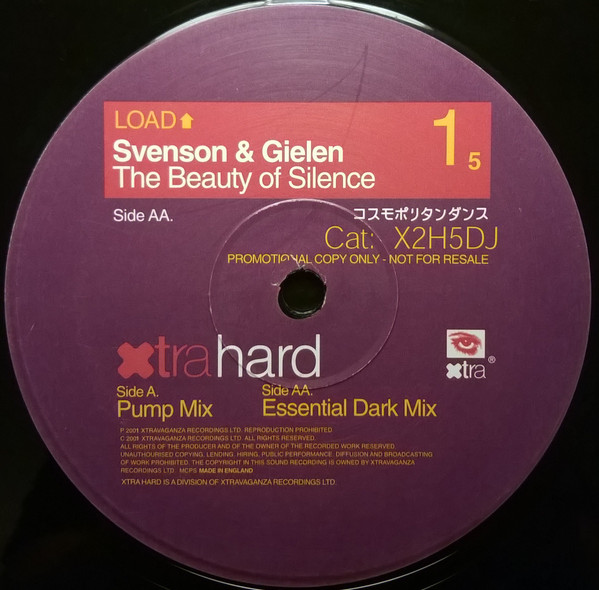 LOAD
1 5
Svenson & Gielen
The Beauty of Silence
Side AA.
コスモポリタンダンス
Cat: X2H5DJ
PROMOTIONAL COPY ONLY - NOT FOR RESALE
xtrahard
xtra®
Side A.
Pump Mix
Side AA.
Essential Dark Mix
P 2001 XTRAVAGANZA RECORDINGS LTD. REPRODUCTION PROHIBITED
C 2001 XTRAVAGANZA RECORDINGS LTD. ALL RIGHTS RESERVED.
ALL RIGHTS OF THE PRODUCER AND OF THE OWNER OF THE RECORDED WORK RESERVED.
UNAUTHORISED COPYING, LENDING, HIRING, PUBLIC PERFORMANCE, DIFFUSION AND BROADCASTING
OF WORK PROHIBITED. THE COPYRIGHT IN THIS SOUND RECORDING IS OWNED BY XTRAVAGANZA
RECORDINGS LTD. MCPS MADE IN ENGLAND
XTRA HARD IS A DIVISION OF XTRAVAGANZA RECORDINGS LTD.